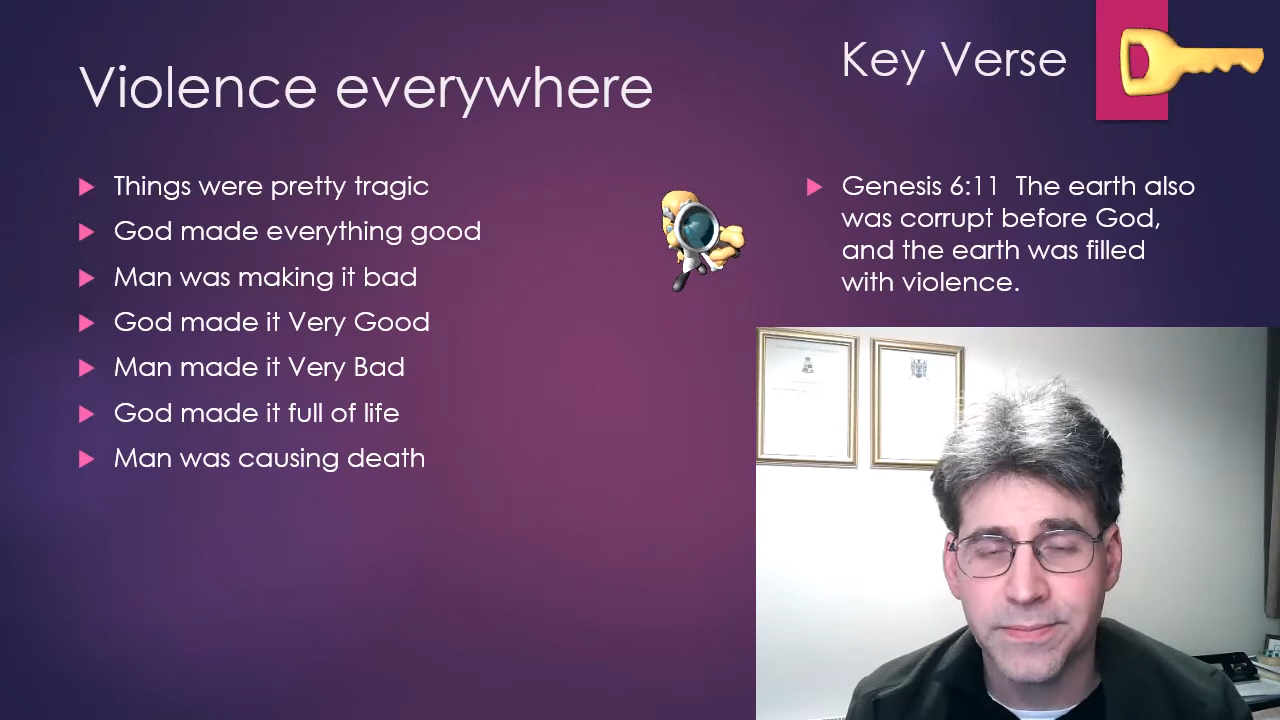 Violence everywhere
Things were pretty tragic
God made everything good
Man was making it bad
God made it Very Good
Man made it Very Bad
God made it full of life
Man was causing death
Key Verse
Genesis 6:11  The earth also
was corrupt before God,
and the earth was filled
with violence.